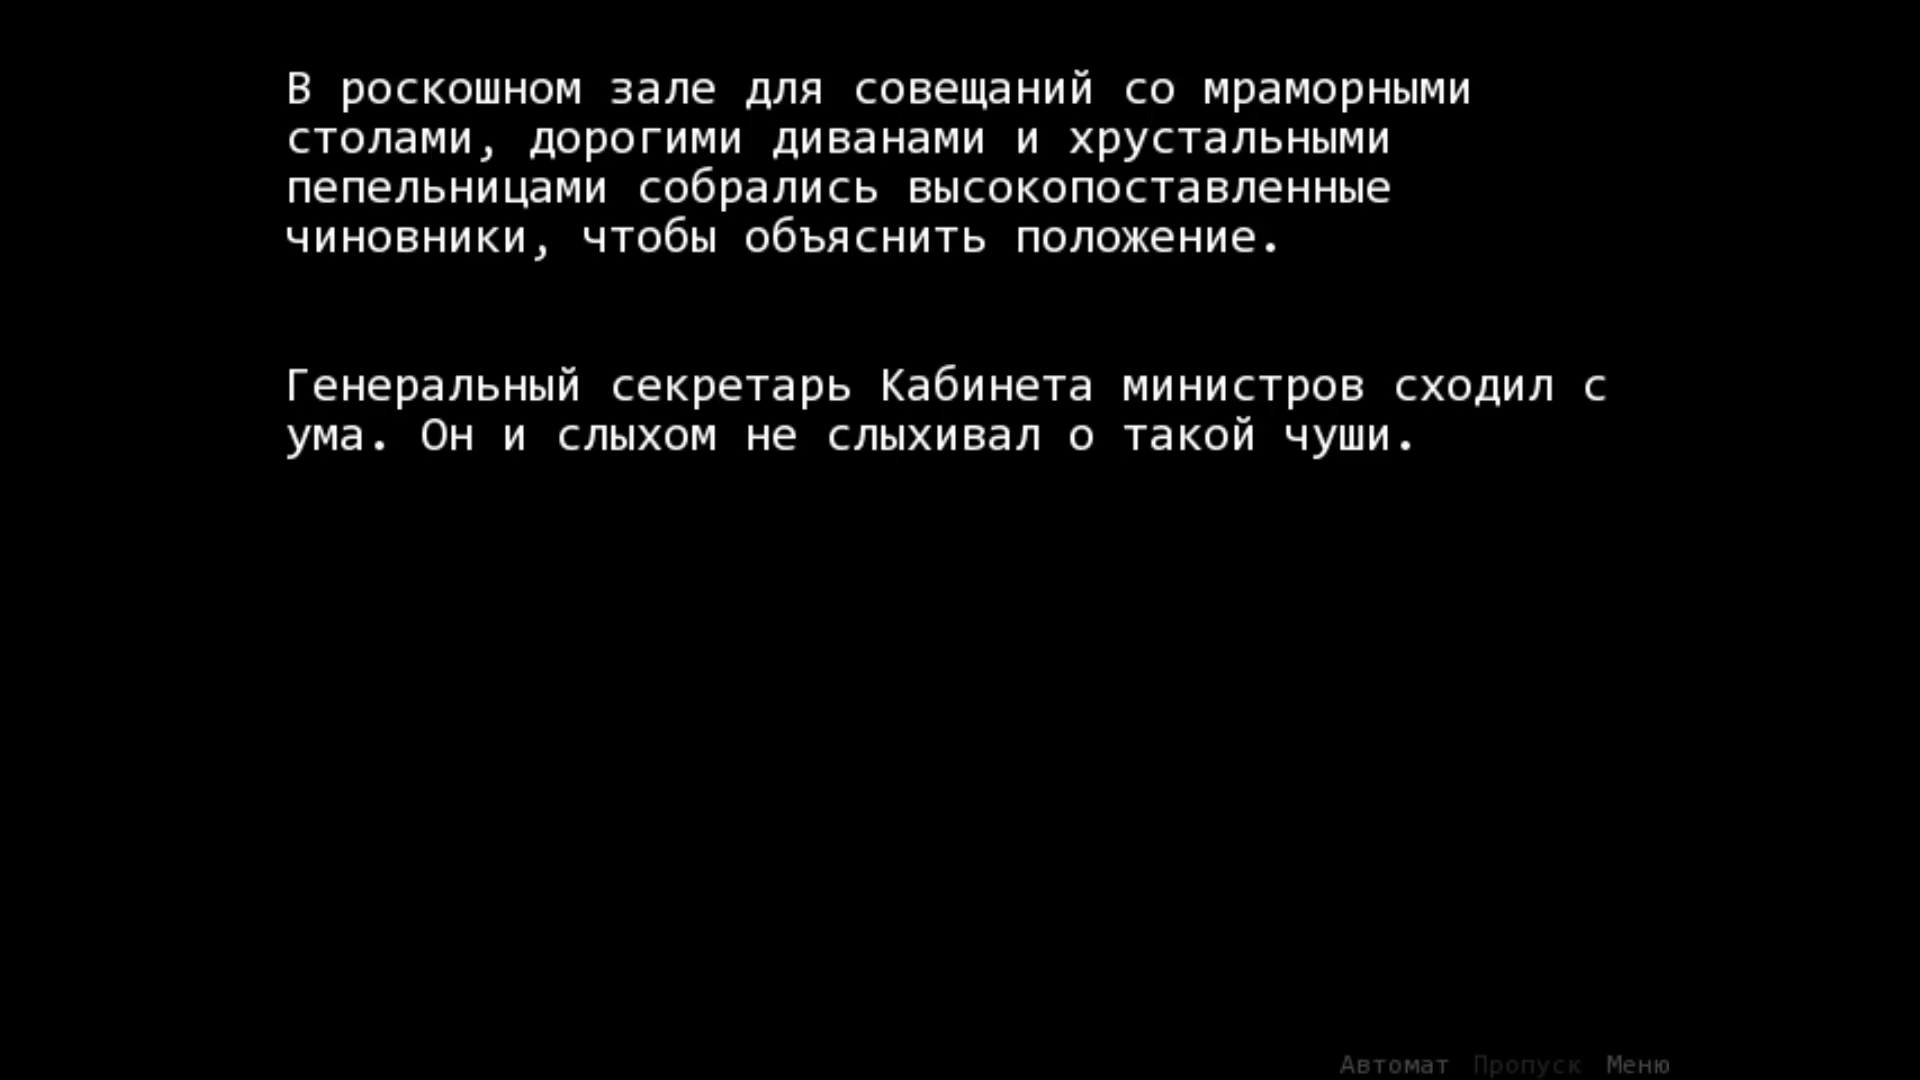 В роскошном зале для совещаний со мраморными
столами, дорогими диванами и хрустальными
пепельницами собрались высокопоставленные
чиновники, чтобы объяснить положение.
Генеральный секретарь Кабинета министров сходил с
ума. Он и слыхом не слыхивал о такой чуши.
Автомат Пропуск Меню